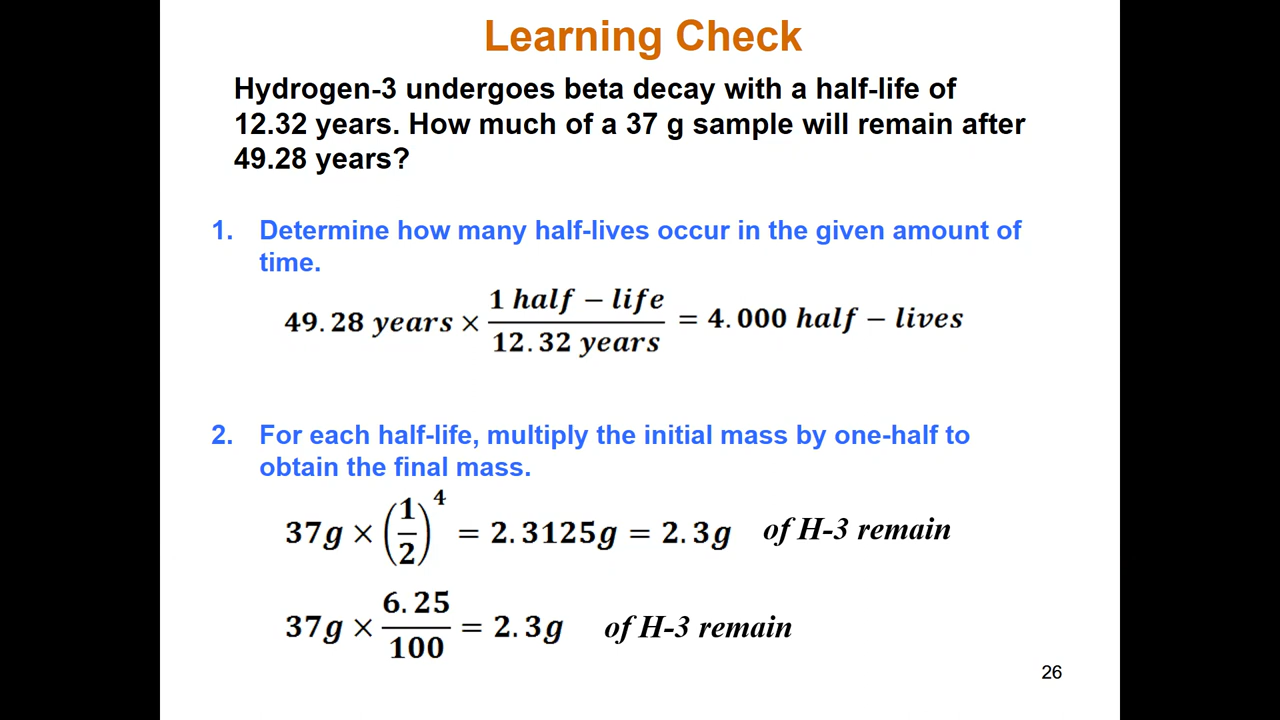 Learning Check
Hydrogen-3 undergoes beta decay with a half-life of
12.32 years. How much of a 37 g sample will remain after
49.28 years?
1. Determine how many half-lives occur in the given amount of
time.
49.28 years × (1 half − life)/(12.32 years) = 4.000 half − lives
2. For each half-life, multiply the initial mass by one-half to
obtain the final mass.
37g × (1/2)^4 = 2.3125g = 2.3g of H-3 remain
37g × 6.25/100 = 2.3g of H-3 remain
26